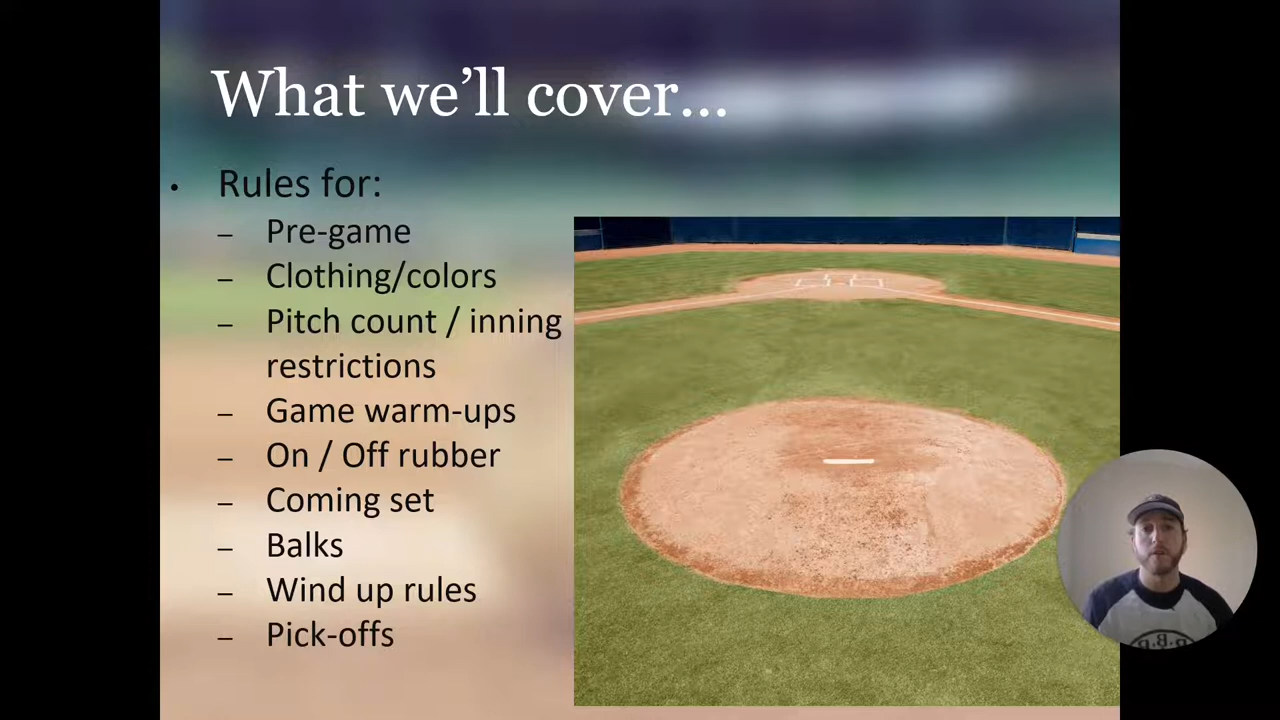 What we'll cover...
• Rules for:
– Pre-game
– Clothing/colors
– Pitch count / inning
restrictions
– Game warm-ups
– On / Off rubber
– Coming set
– Balks
– Wind up rules
– Pick-offs